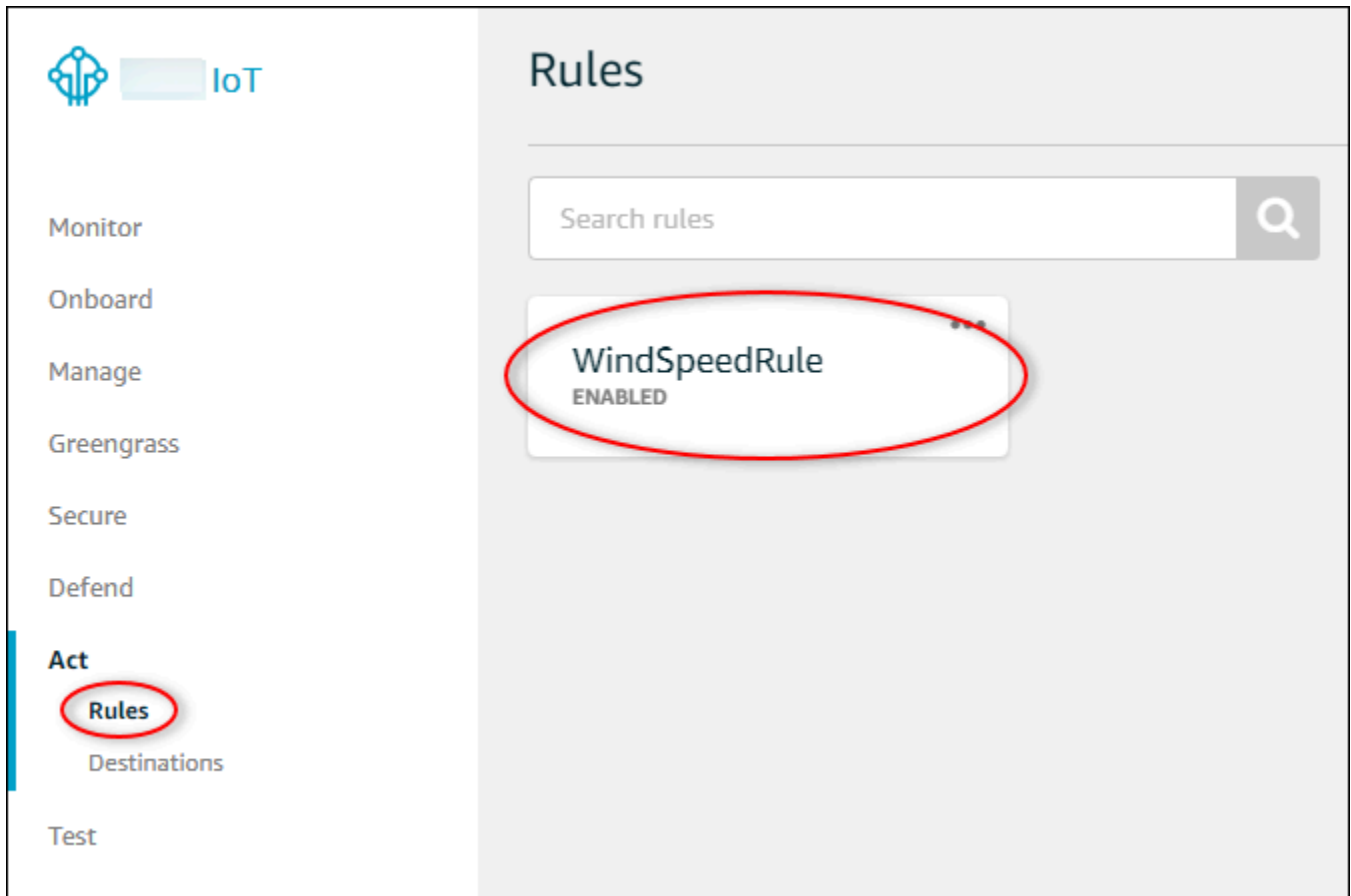 IoT
Monitor
Onboard
Manage
Greengrass
Secure
Defend
Act
Rules
Destinations
Test
Rules
Search rules
WindSpeedRule
ENABLED